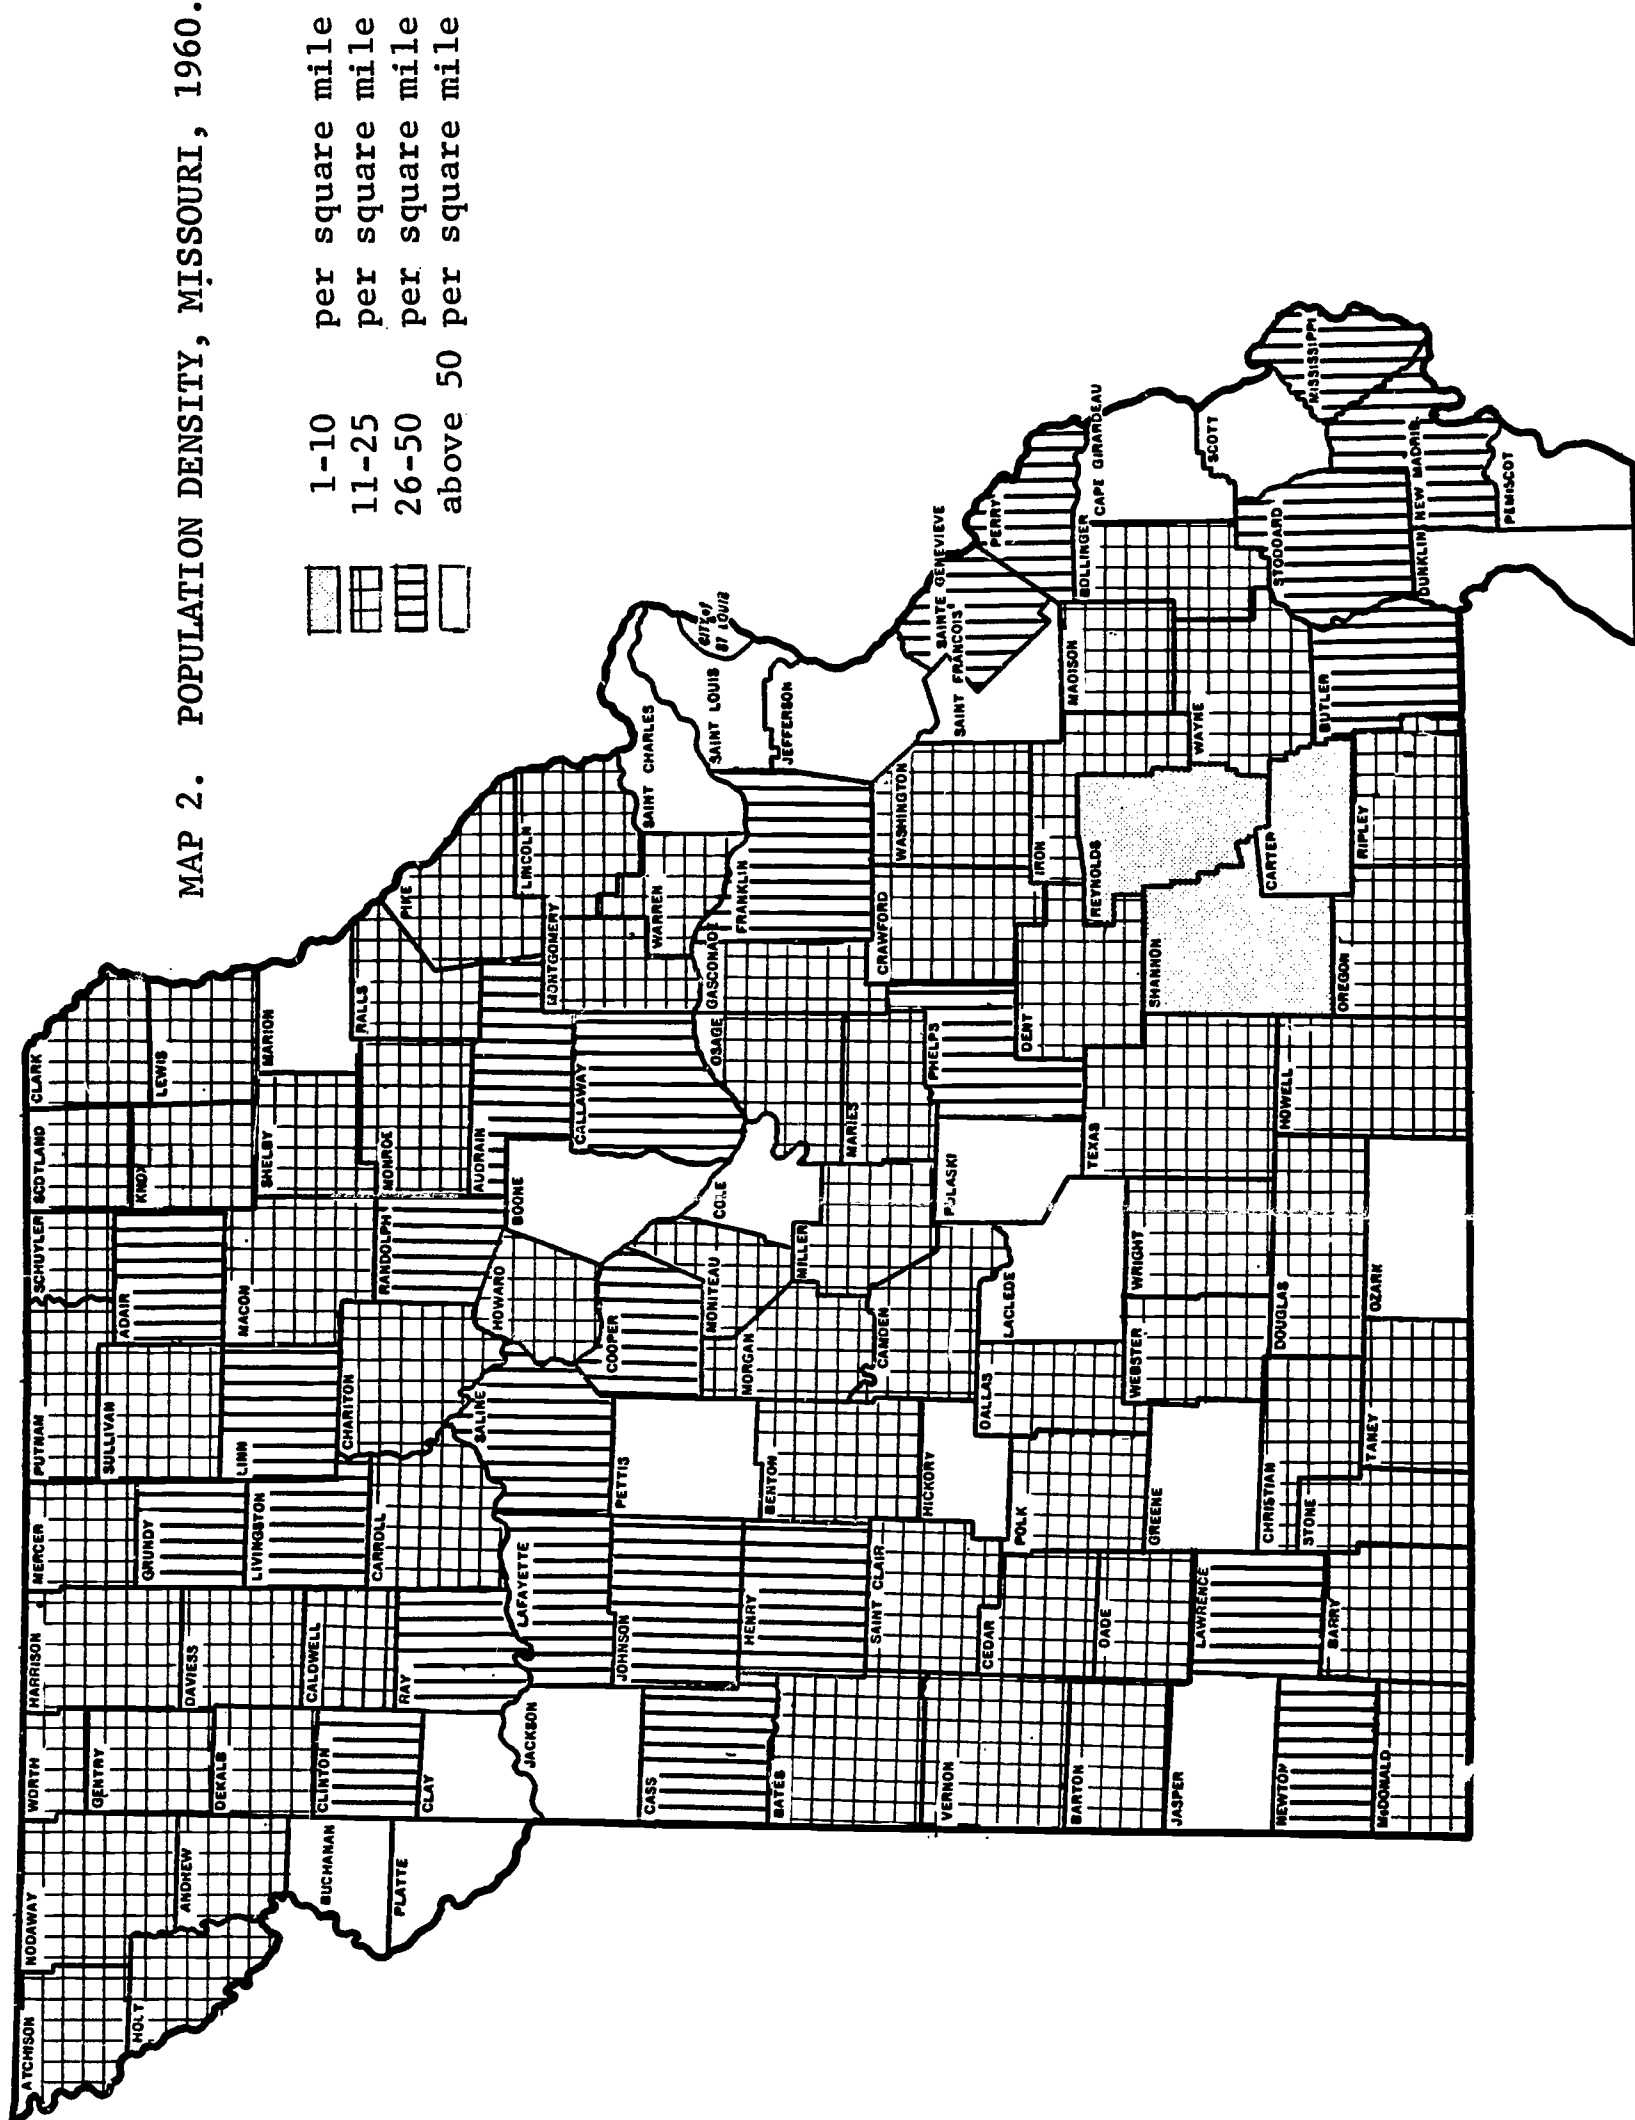 MAP 2. POPULATION DENSITY, MISSOURI, 1960.
1-10 per square mile
11-25 per square mile
26-50 per square mile
above 50 per square mile
ATCHISON
NODAWAY
WORTH
HARRISON
MERCER
PUTNAM
SCHUYLER
SCOTLAND
CLARK
HOLT
ANDREW
GENTRY
DEKALB
DAVIESS
GRUNDY
SULLIVAN
ADAIR
KNOX
LEWIS
BUCHANAN
CLINTON
CALDWELL
LIVINGSTON
LINN
MACON
SHELBY
MARION
PLATTE
CLAY
RAY
CARROLL
CHARITON
RANDOLPH
MONROE
RALLS
PIKE
JACKSON
LAFAYETTE
SALINE
HOWARD
BOONE
AUDRAIN
CALLAWAY
MONTGOMERY
LINCOLN
WARREN
SAINT CHARLES
CASS
JOHNSON
PETTIS
COOPER
MONITEAU
COLE
OSAGE
GASCONADE
FRANKLIN
SAINT LOUIS
CITY of
ST LOUIS
JEFFERSON
BATES
HENRY
BENTON
MORGAN
MILLER
MARIES
CRAWFORD
WASHINGTON
SAINT FRANCOIS
SAINTE GENEVIEVE
PERRY
VERNON
SAINT CLAIR
HICKORY
CAMDEN
PULASKI
PHELPS
DENT
IRON
MADISON
BOLLINGER
CAPE GIRARDEAU
BARTON
CEDAR
POLK
DALLAS
LACLEDE
TEXAS
REYNOLDS
WAYNE
SCOTT
JASPER
DADE
GREENE
WEBSTER
WRIGHT
SHANNON
CARTER
BUTLER
STODDARD
MISSISSIPPI
NEWTON
LAWRENCE
CHRISTIAN
DOUGLAS
HOWELL
OREGON
RIPLEY
DUNKLIN
NEW MADRID
MCDONALD
BARRY
STONE
TANEY
OZARK
PEMISCOT